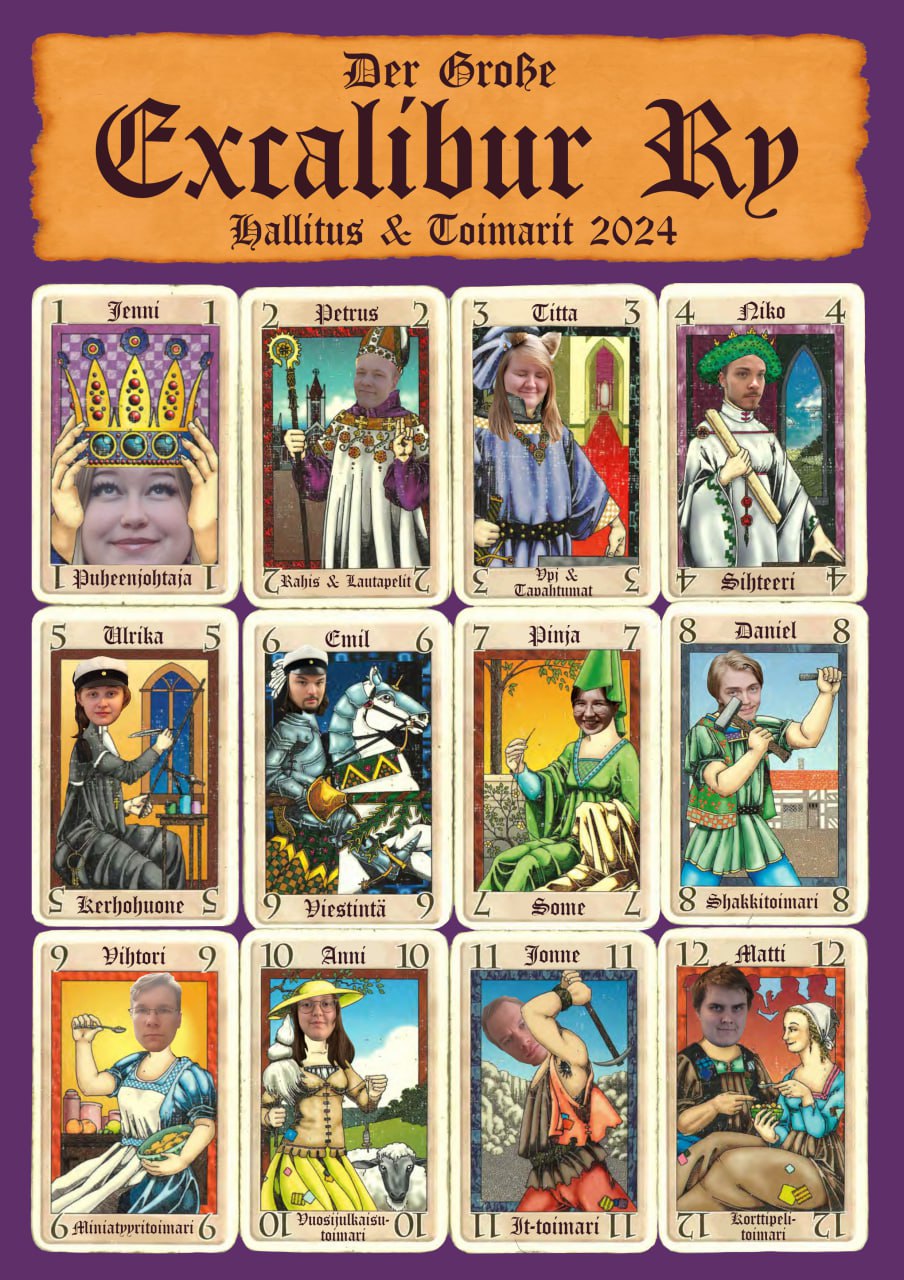 Der Große
Excalibur Ry
Hallitus & Toimarit 2024
1 Jenni 1
1 Puheenjohtaja 1
2 Petrus 2
2 Rahis & Lautapelit 2
3 Titta 3
3 Vpj & 3
Tapahtumat
4 Niko 4
4 Sihteeri 4
5 Ulrika 5
5 Kerhohuone 5
6 Emil 6
6 Viestintä 6
7 Pinja 7
7 Some 7
8 Daniel 8
8 Shakkitoimari 8
9 Vihtori 9
9 Miniatyyritoimari 9
10 Anni 10
10 Vuosijulkaisu- 10
toimari
11 Jonne 11
11 It-toimari 11
12 Matti 12
12 Korttipeli- 12
toimari